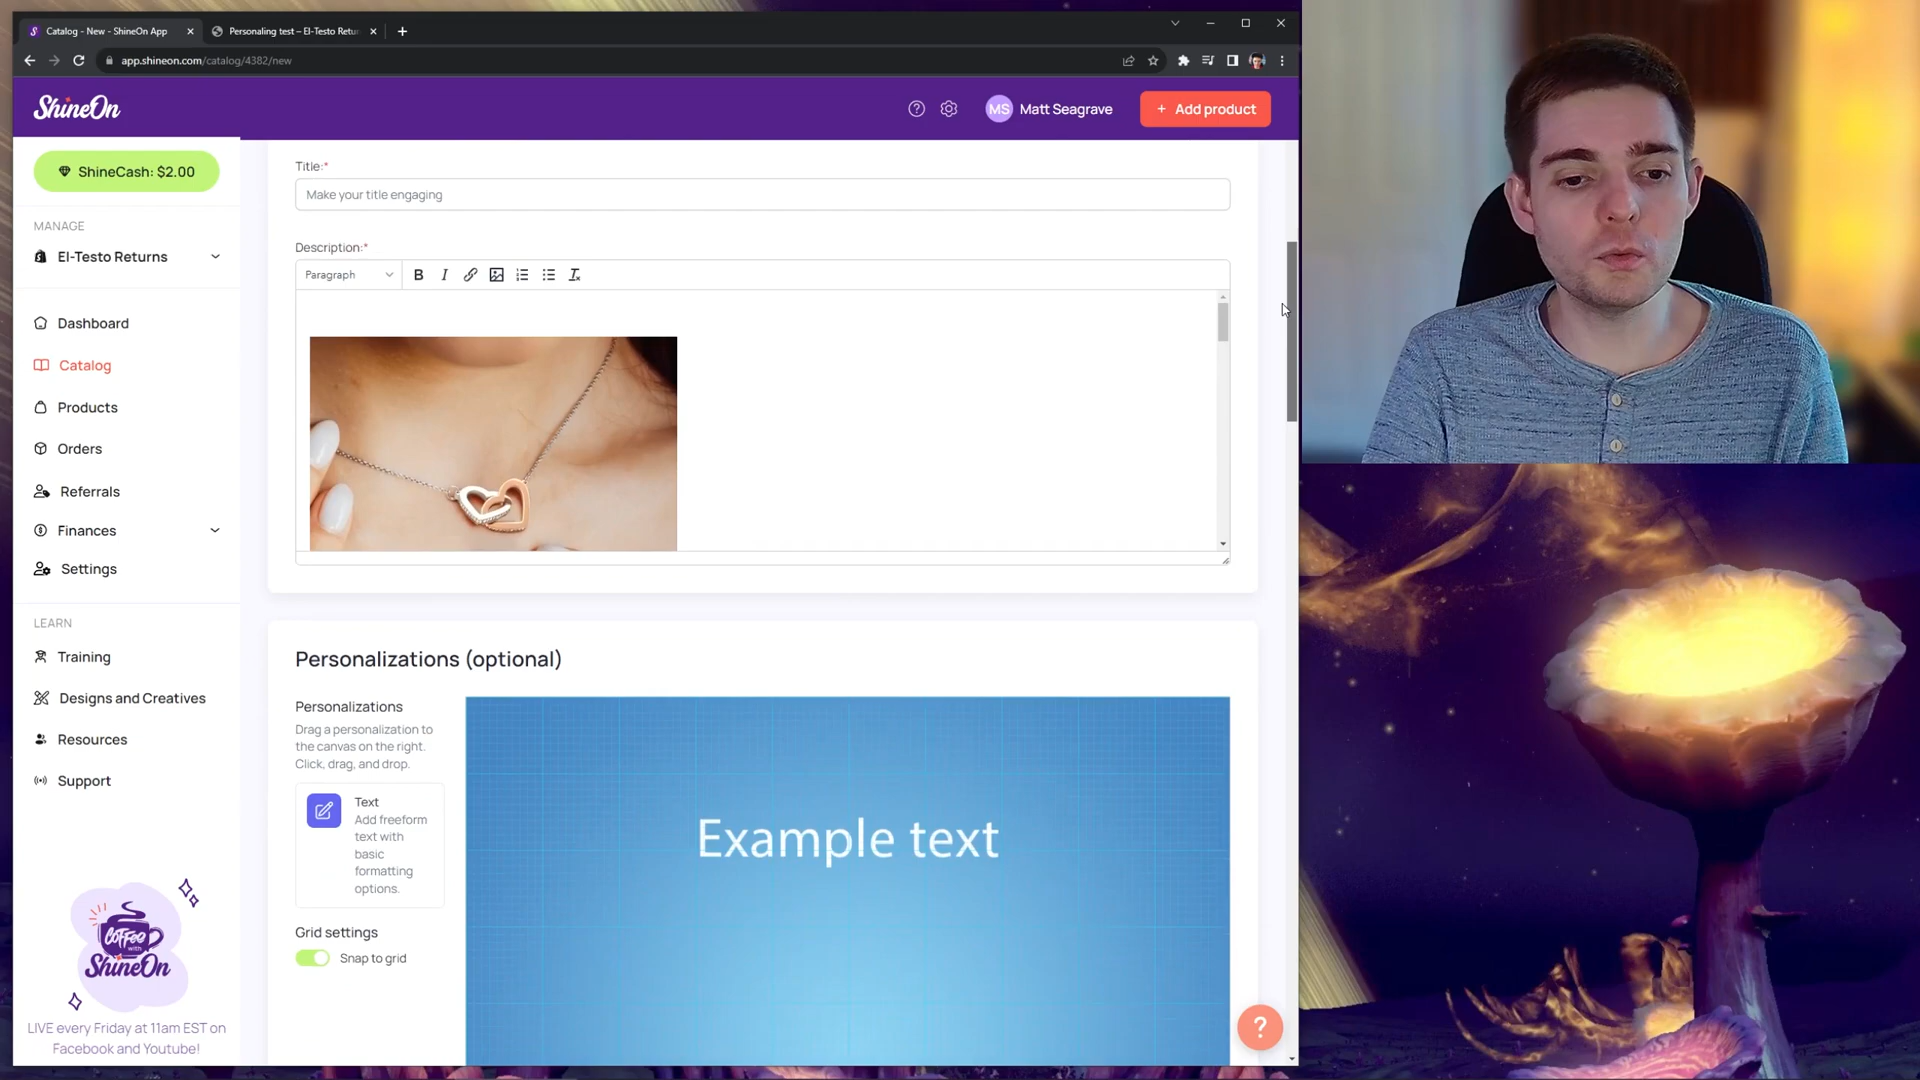 Catalog - New - ShineOn App
Personaling test – El-Testo Retur
app.shineon.com/catalog/4382/new
ShineOn
MS Matt Seagrave
+ Add product
ShineCash: $2.00
MANAGE
El-Testo Returns
Dashboard
Catalog
Products
Orders
Referrals
Finances
Settings
LEARN
Training
Designs and Creatives
Resources
Support
COFFEE
with
ShineOn
LIVE every Friday at 11am EST on
Facebook and Youtube!
Title:*
Make your title engaging
Description:*
Paragraph
B I
Personalizations (optional)
Personalizations
Drag a personalization to
the canvas on the right.
Click, drag, and drop.
Text
Add freeform
text with
basic
formatting
options.
Grid settings
Snap to grid
Example text
?